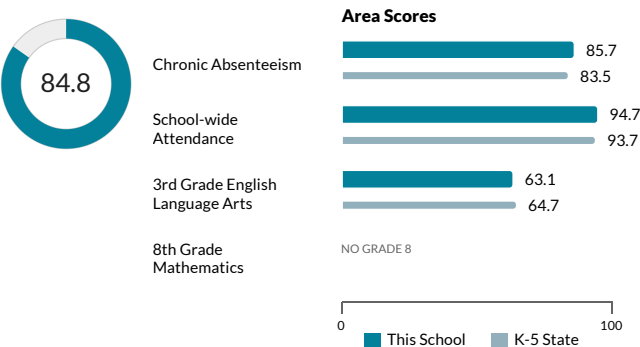 Area Scores
84.8
Chronic Absenteeism
85.7
83.5
School-wide
Attendance
94.7
93.7
3rd Grade English
Language Arts
63.1
64.7
8th Grade
Mathematics
NO GRADE 8
0
100
This School
K-5 State